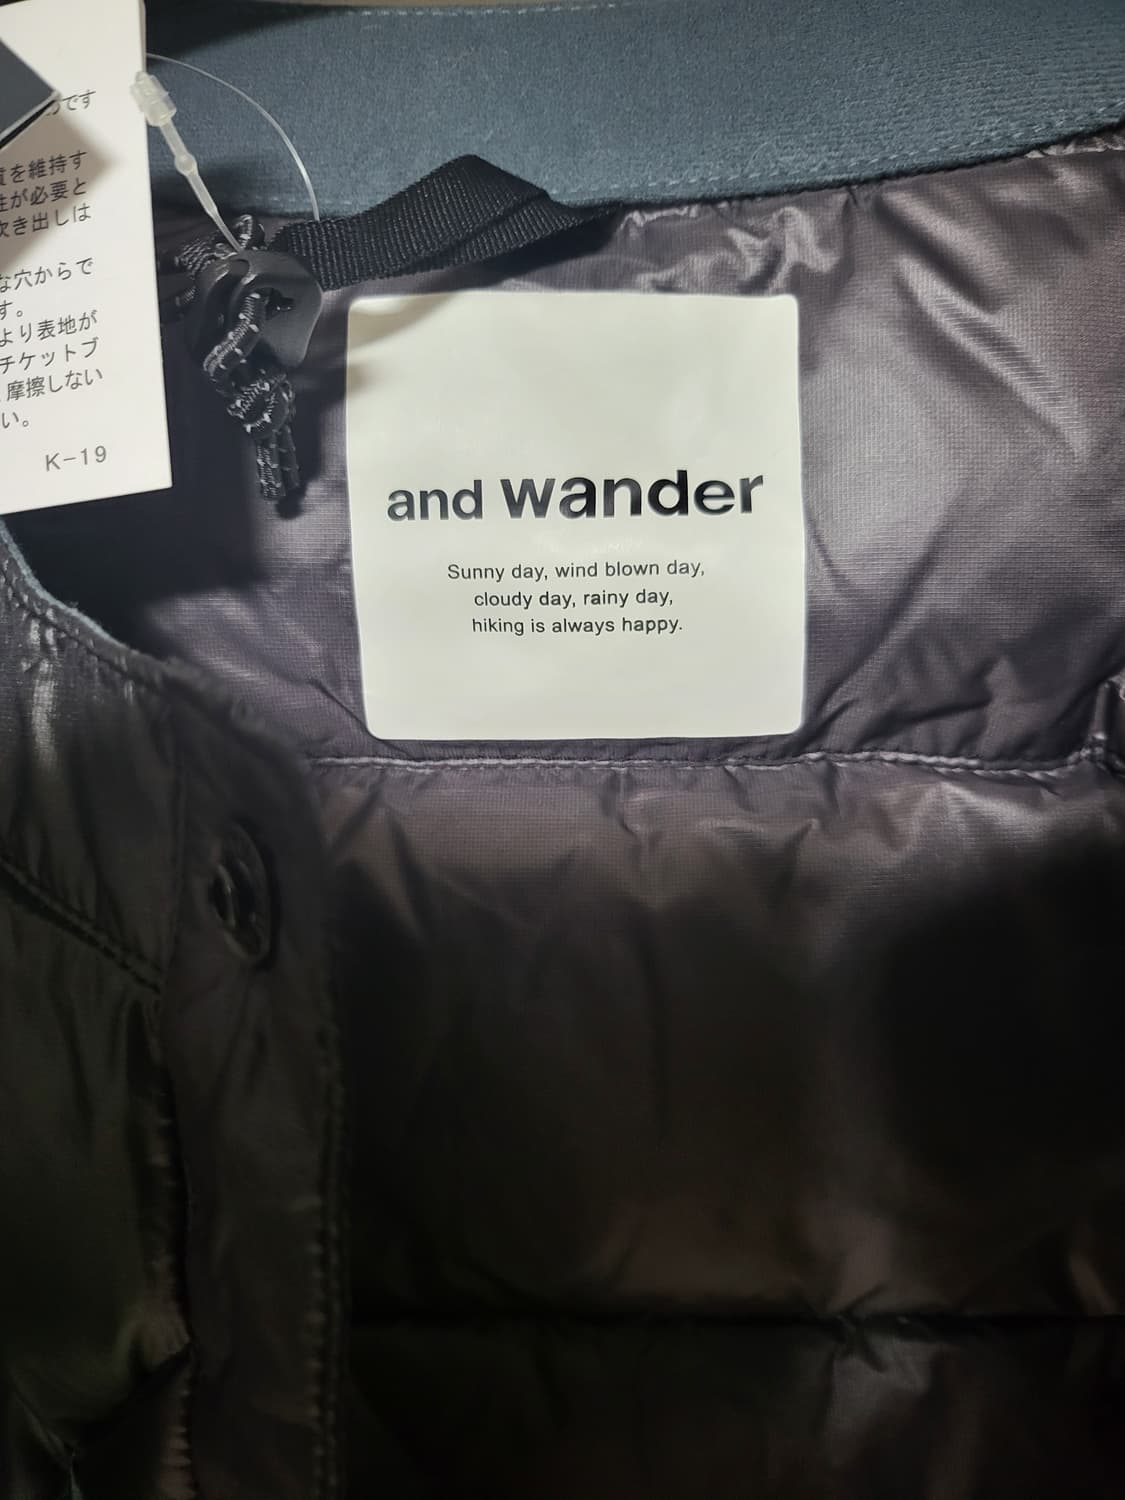 です
質を維持す
性が必要と
吹き出しは
な穴からで
す。
より表地が
チケットブ
摩擦しない
い。
K-19
and wander
Sunny day, wind blown day,
cloudy day, rainy day,
hiking is always happy.